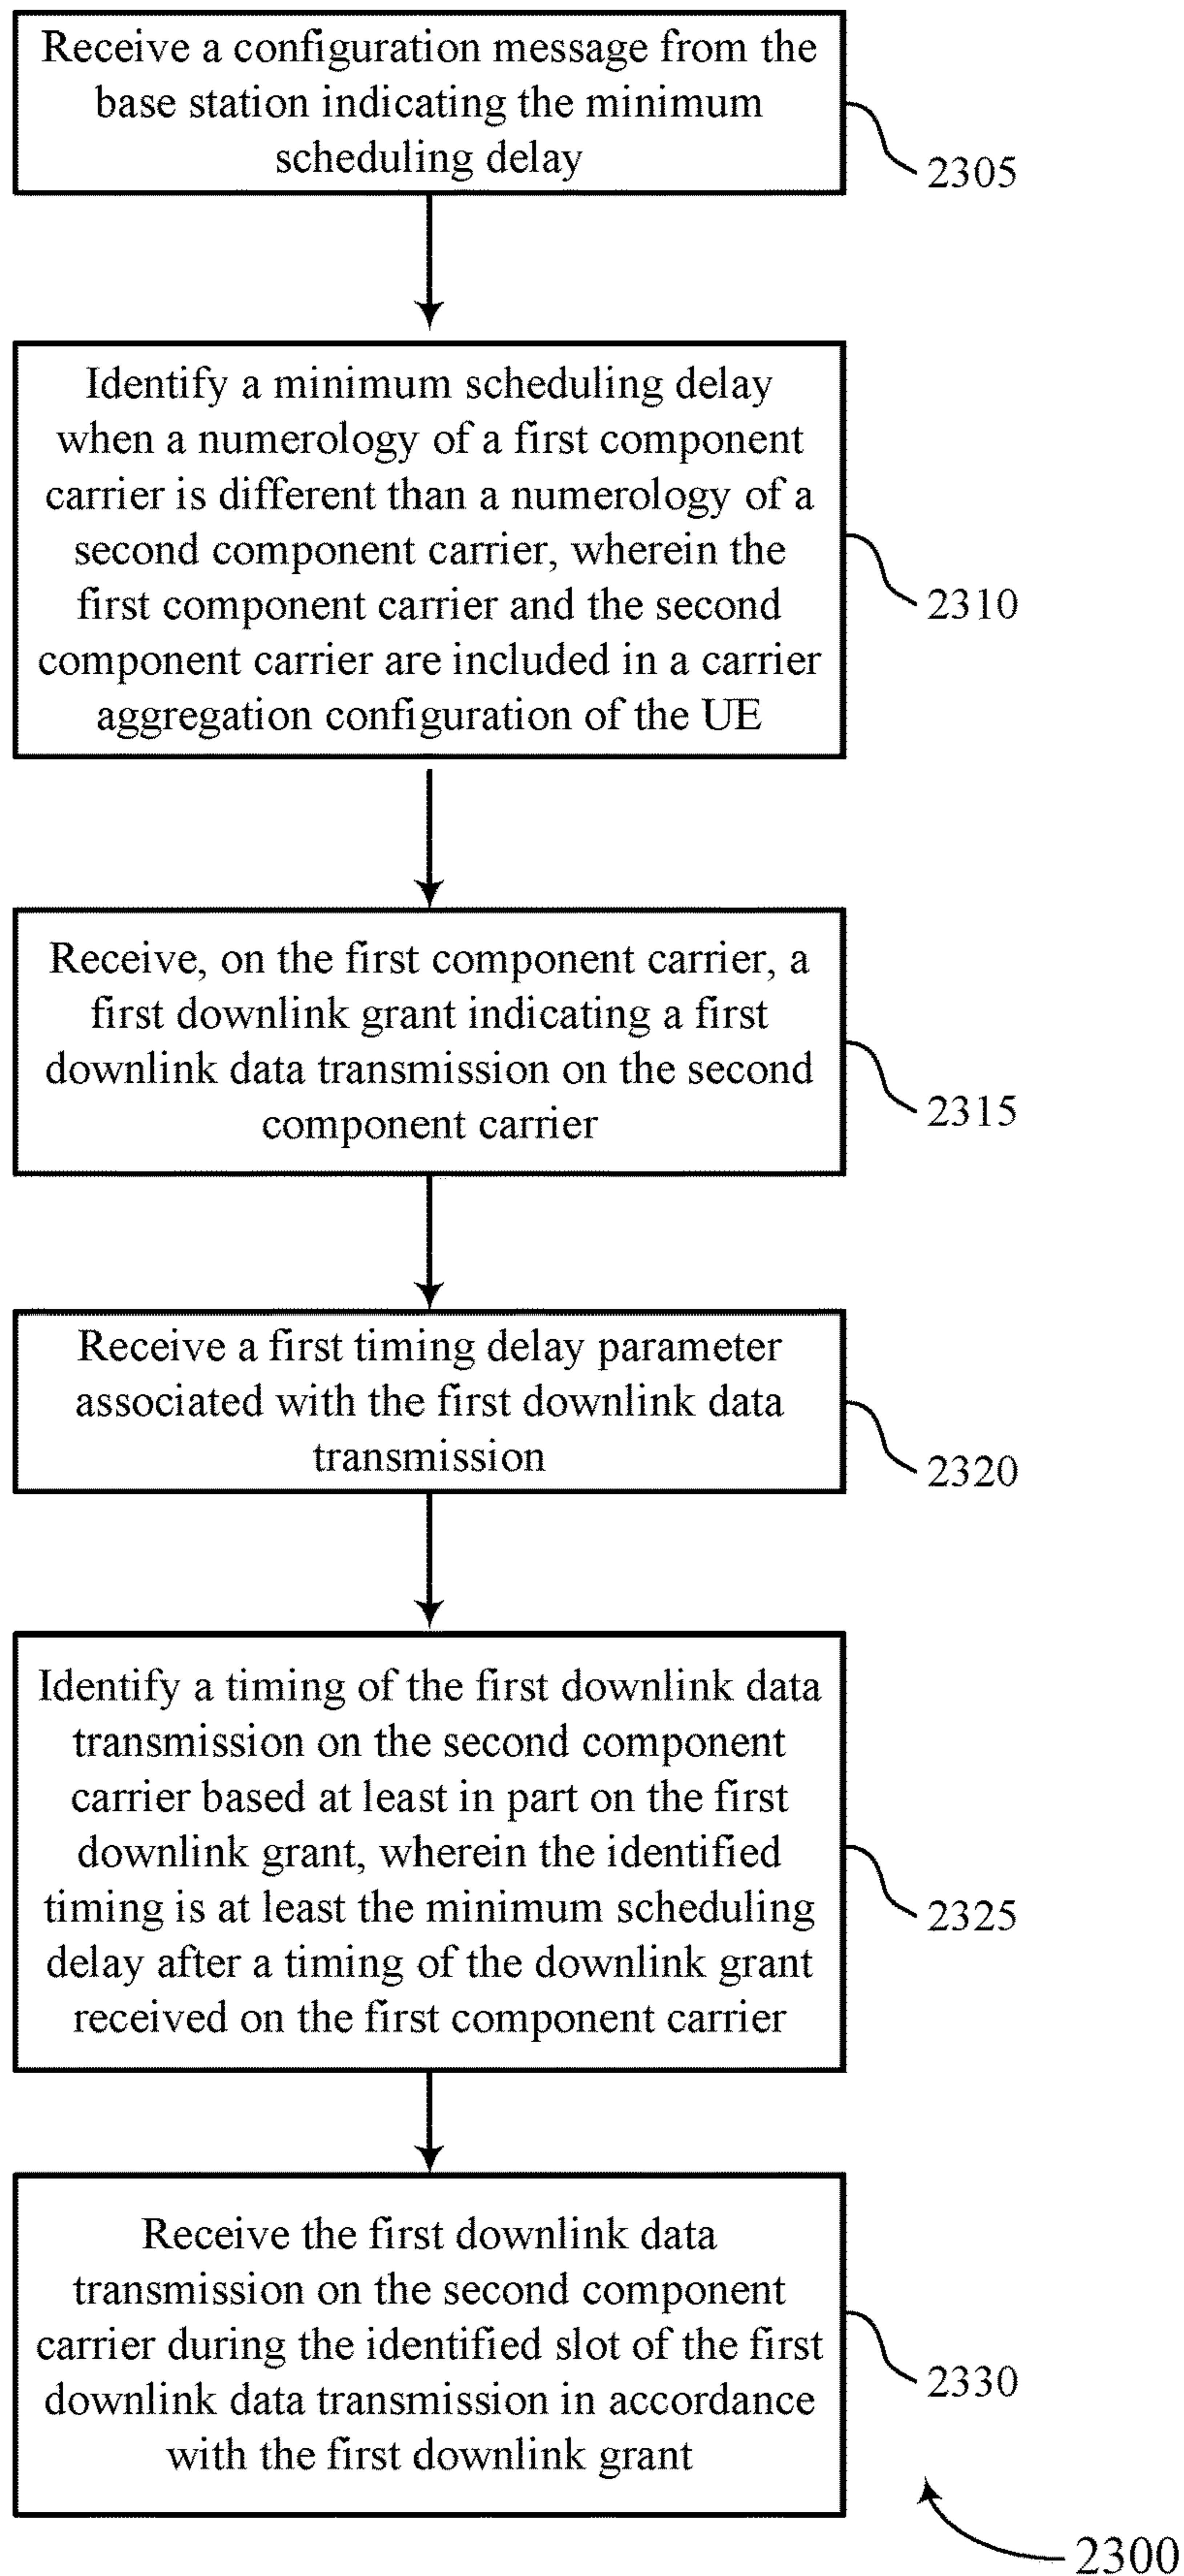 Receive a configuration message from the
base station indicating the minimum
scheduling delay
2305
Identify a minimum scheduling delay
when a numerology of a first component
carrier is different than a numerology of a
second component carrier, wherein the
first component carrier and the second
component carrier are included in a carrier
aggregation configuration of the UE
2310
Receive, on the first component carrier, a
first downlink grant indicating a first
downlink data transmission on the second
component carrier
2315
Receive a first timing delay parameter
associated with the first downlink data
transmission
2320
Identify a timing of the first downlink data
transmission on the second component
carrier based at least in part on the first
downlink grant, wherein the identified
timing is at least the minimum scheduling
delay after a timing of the downlink grant
received on the first component carrier
2325
Receive the first downlink data
transmission on the second component
carrier during the identified slot of the first
downlink data transmission in accordance
with the first downlink grant
2330
2300